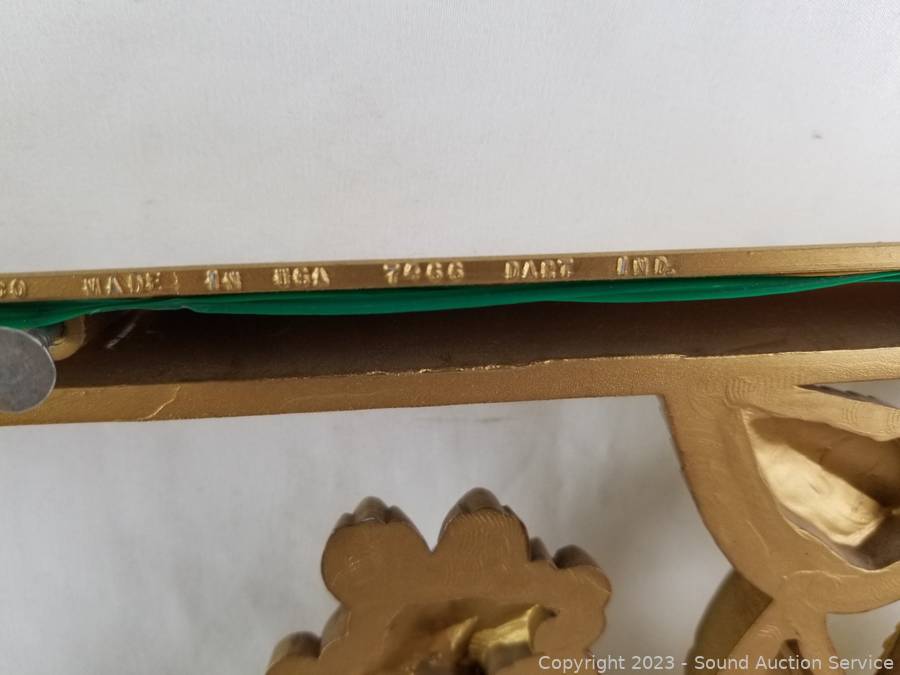 MADE IN USA 7466 DART IND.
Copyright © 2023 - Sound Auction Service